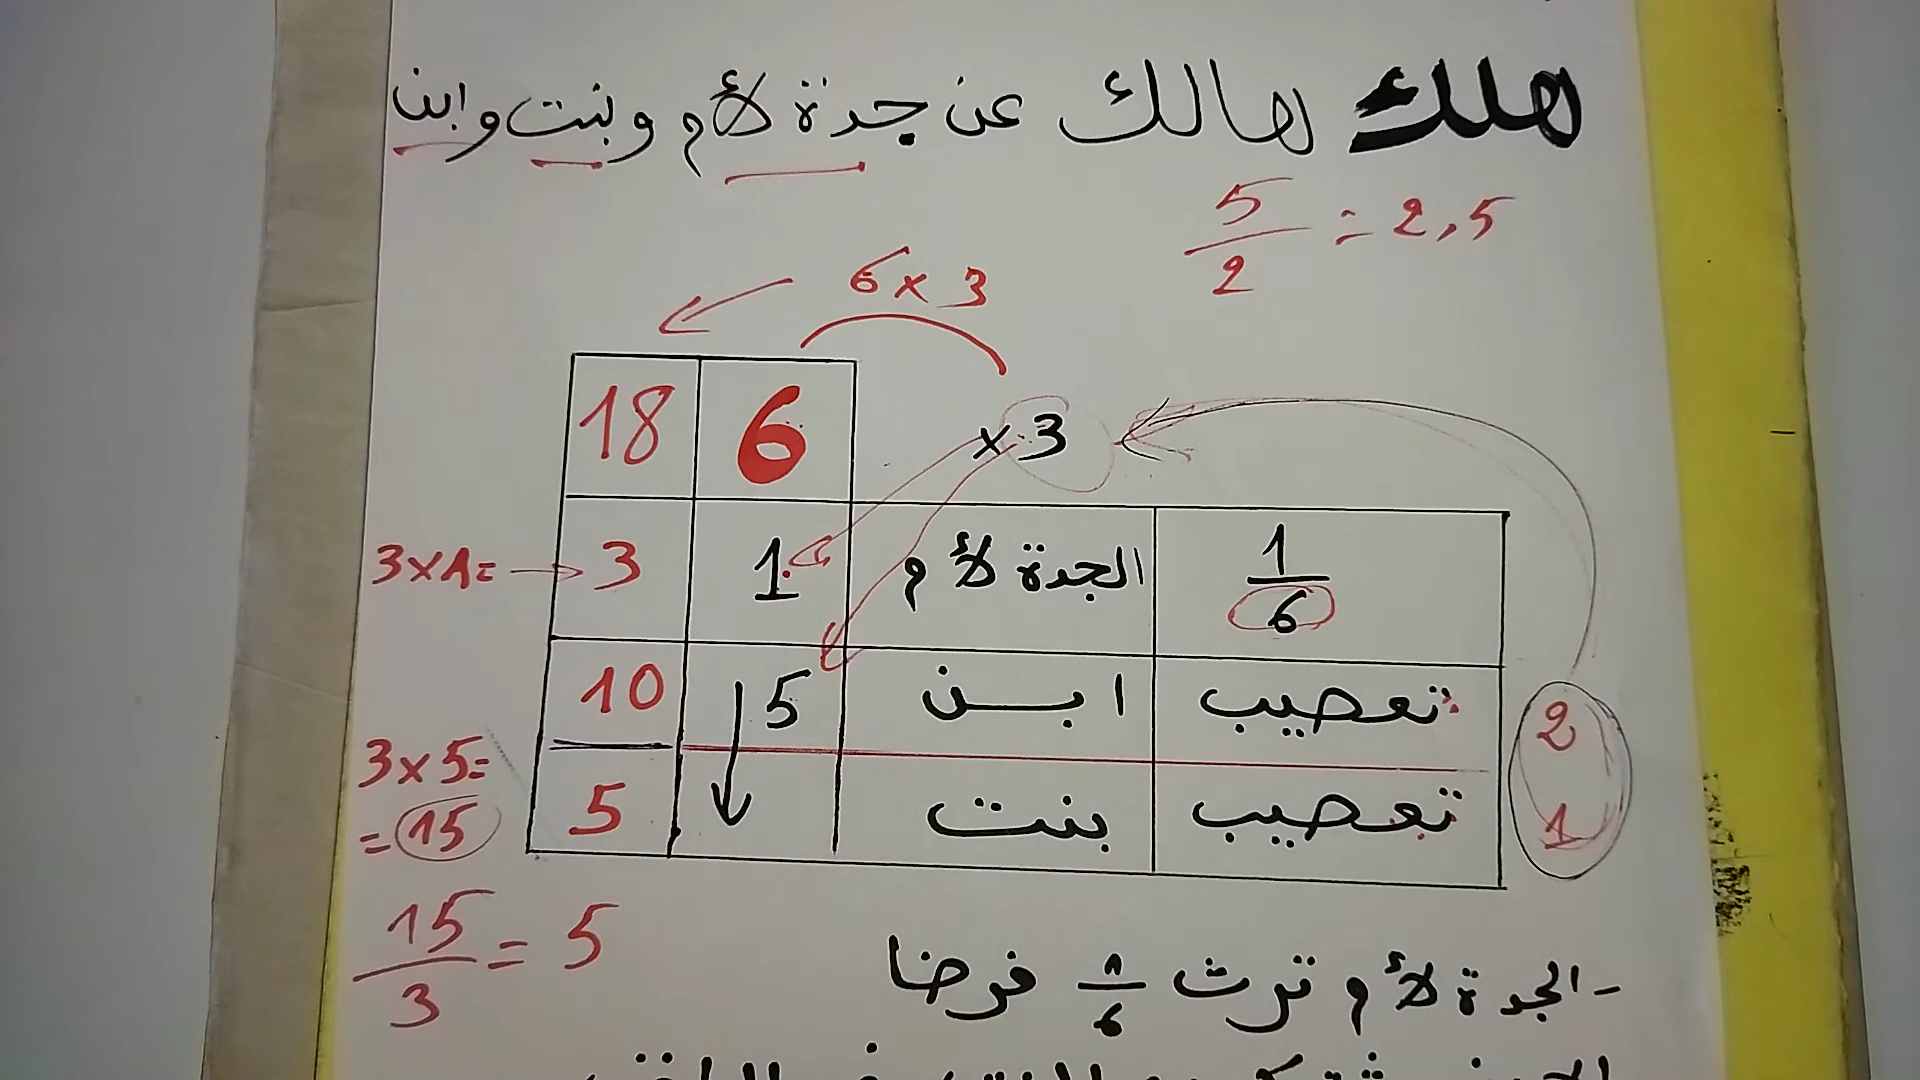 هلك هالك عن جدة لأم وبنت وابن
5/2 = 2,5
6 x 3
18 6 x 3
3x1= 3 1 الجدة لأم 1/6
10 5 ابن تعصيب 2
3x5=
5 بنت تعصيب 1
= 15
15/3 = 5
- الجدة لأم ترث 1/6 فرضا